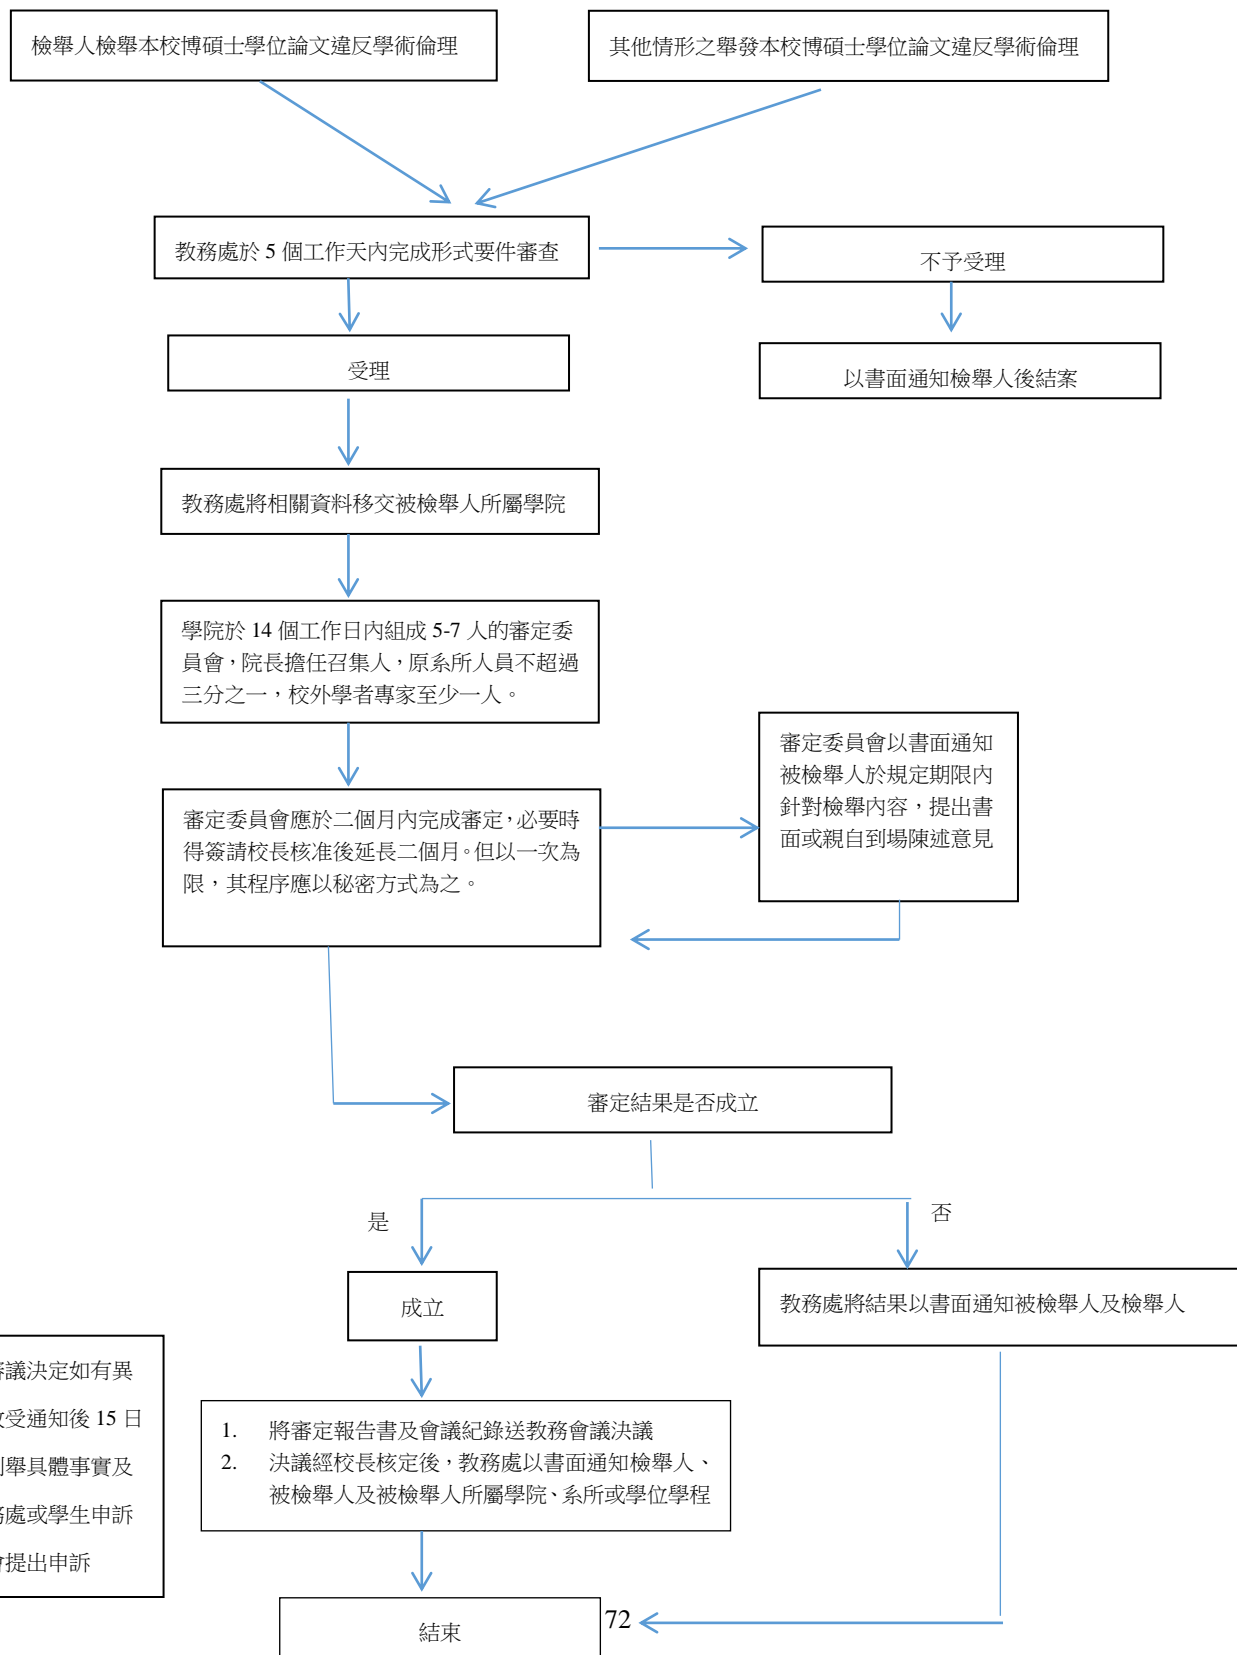 檢舉人檢舉本校博碩士學位論文違反學術倫理
其他情形之舉發本校博碩士學位論文違反學術倫理
教務處於 5 個工作天內完成形式要件審查
不予受理
受理
以書面通知檢舉人後結案
教務處將相關資料移交被檢舉人所屬學院
學院於 14 個工作日內組成 5-7 人的審定委
員會，院長擔任召集人，原系所人員不超過
三分之一，校外學者專家至少一人。
審定委員會應於二個月內完成審定，必要時
得簽請校長核准後延長二個月。但以一次為
限，其程序應以秘密方式為之。
審定委員會以書面通知
被檢舉人於規定期限內
針對檢舉內容，提出書
面或親自到場陳述意見
審定結果是否成立
是
否
成立
教務處將結果以書面通知被檢舉人及檢舉人
議決定如有異
受通知後 15 日
舉具體事實及
處或學生申訴
提出申訴
1. 將審定報告書及會議紀錄送教務會議決議
2. 決議經校長核定後，教務處以書面通知檢舉人、
被檢舉人及被檢舉人所屬學院、系所或學位學程
結束
72